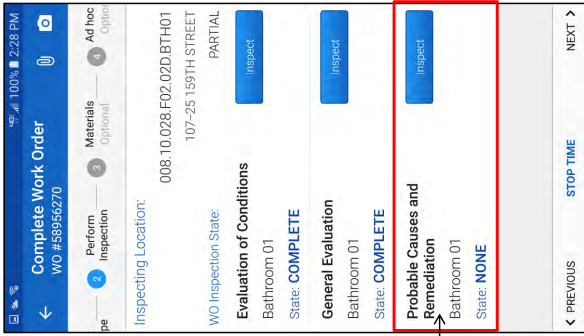 100% 2:28 PM
Complete Work Order
WO #58956270
pe
2
Perform
Inspection
3
Materials
Optional
4
Ad hoc
Option
Inspecting Location:
008.10.028.F02.02D.BTH01
107-25 159TH STREET
WO Inspection State:
PARTIAL
Evaluation of Conditions
Bathroom 01
State: COMPLETE
Inspect
General Evaluation
Bathroom 01
State: COMPLETE
Inspect
Probable Causes and
Remediation
Bathroom 01
State: NONE
Inspect
< PREVIOUS
STOP TIME
NEXT >